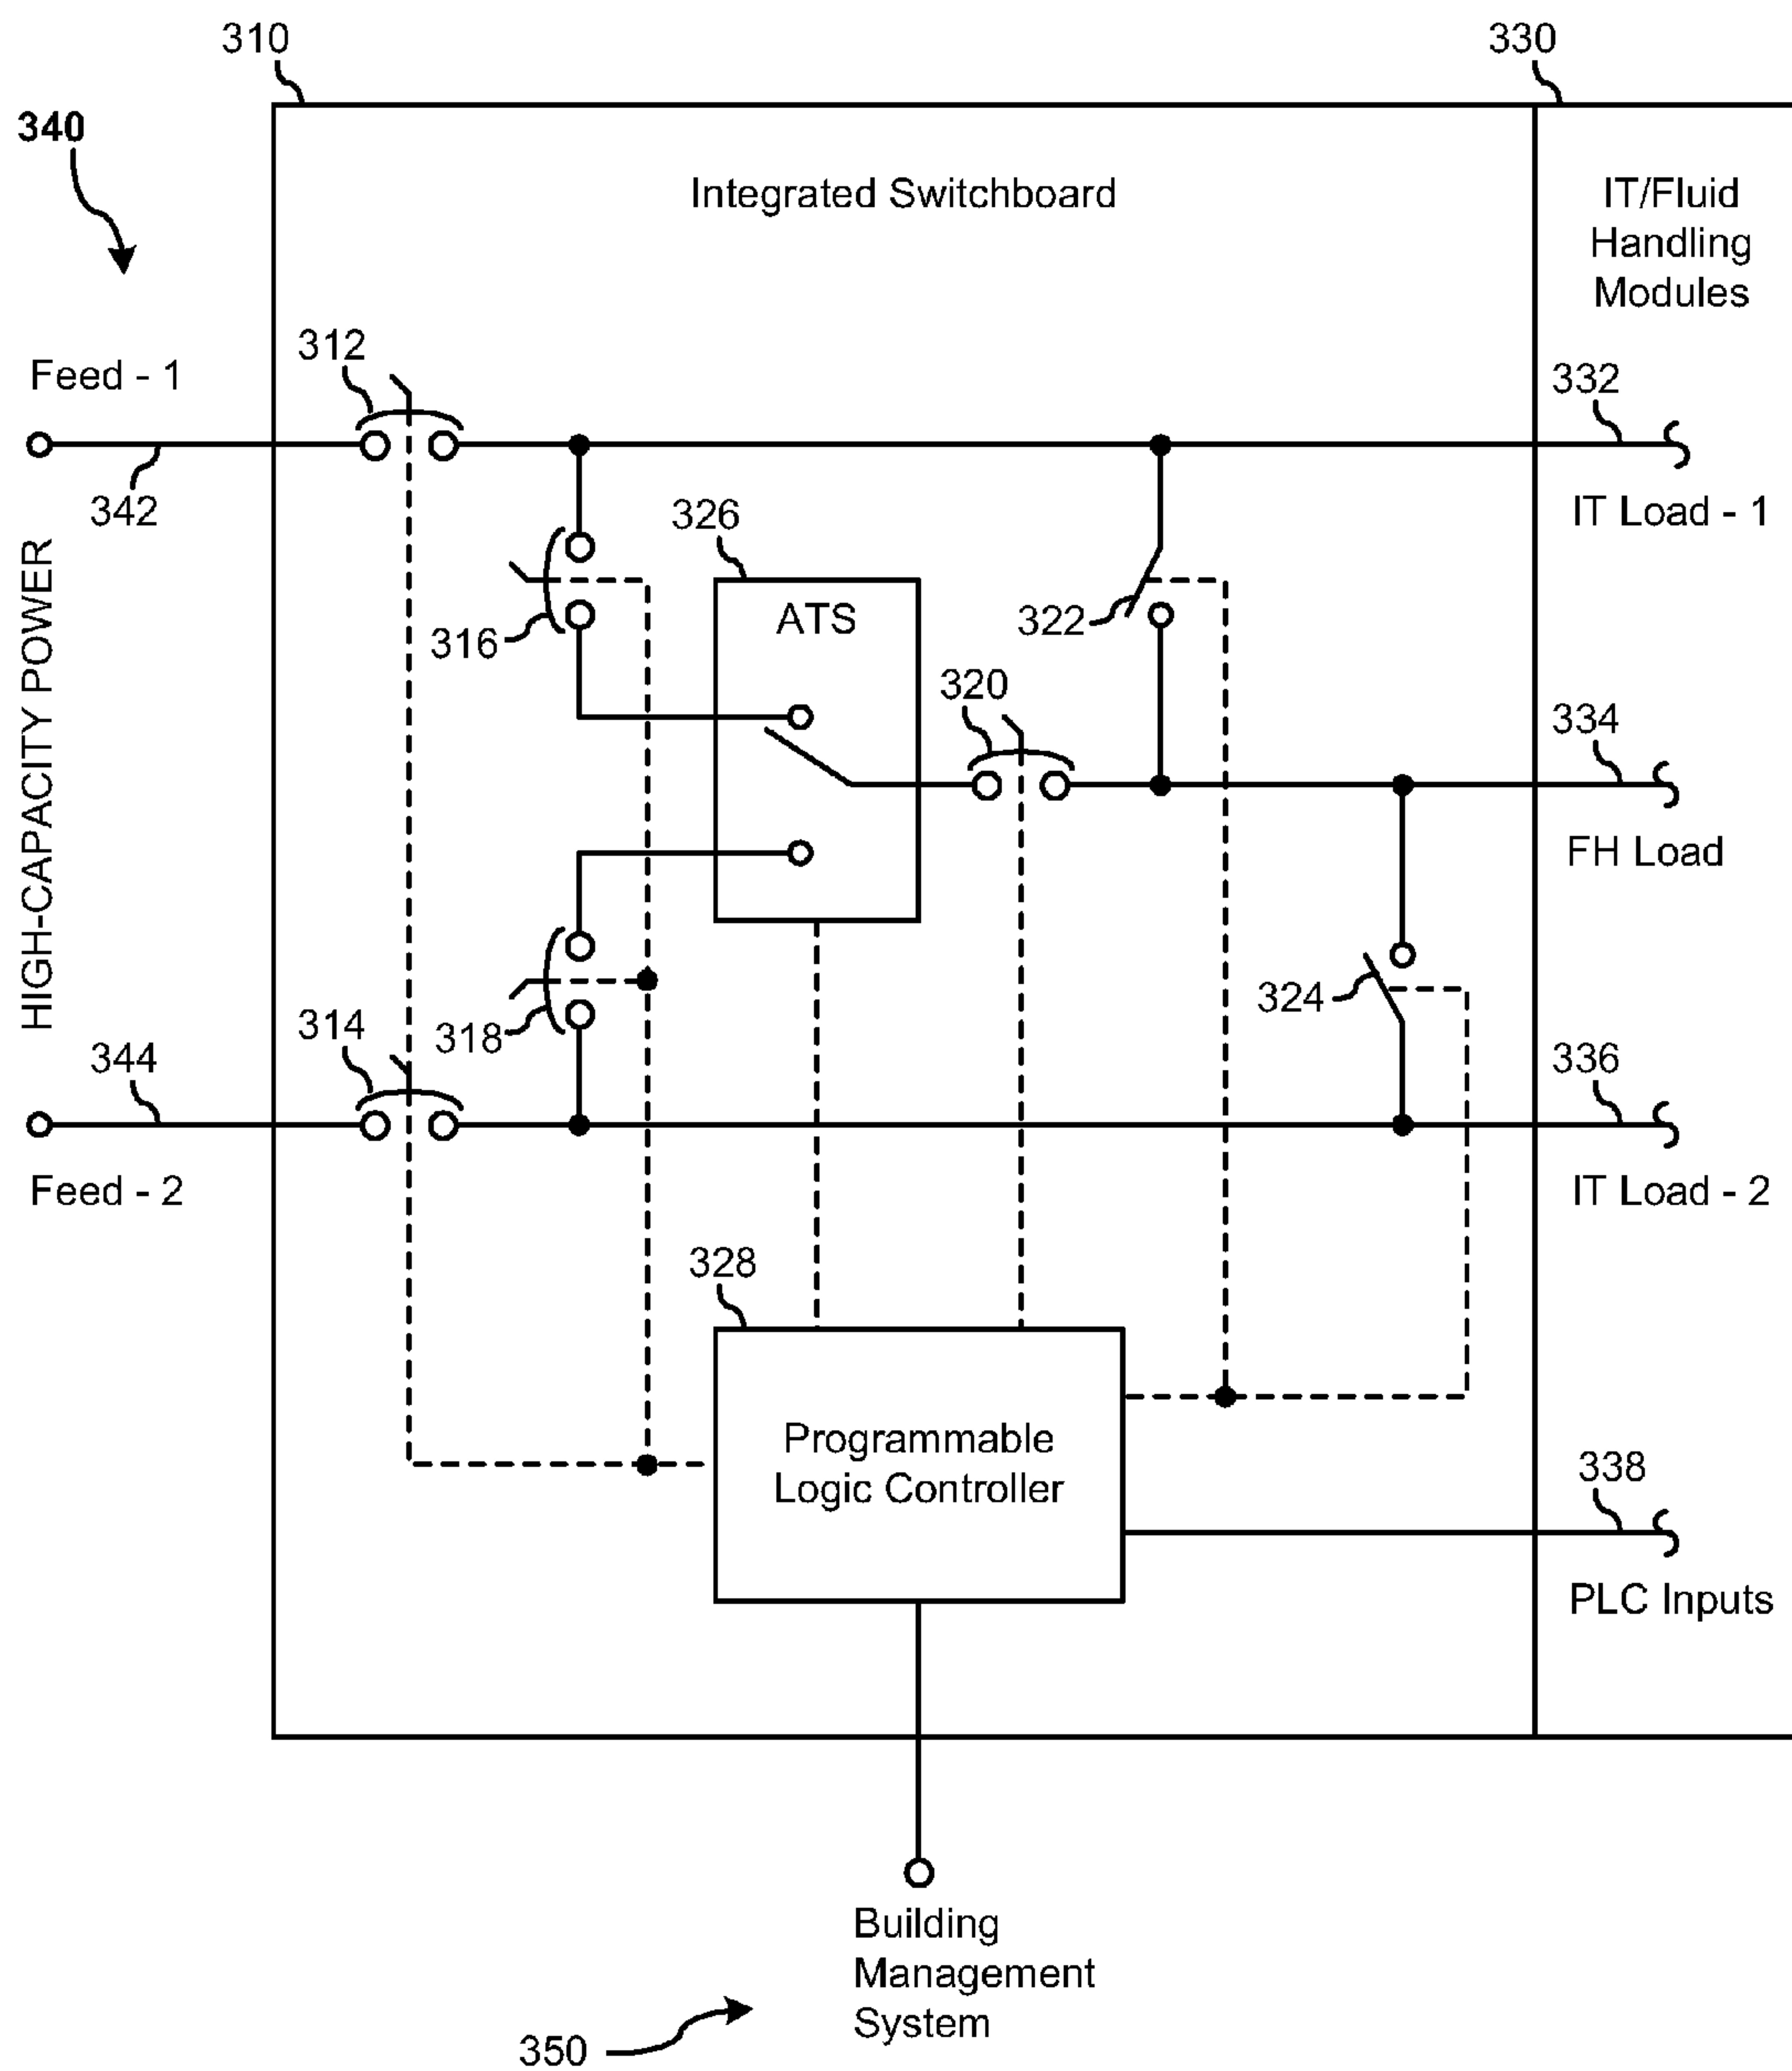 310
330
340
Integrated Switchboard
IT/Fluid
Handling
Modules
312
Feed - 1
332
342
326
IT Load - 1
HIGH-CAPACITY POWER
ATS
316
322
320
334
FH Load
324
318
314
344
336
Feed - 2
IT Load - 2
328
Programmable
Logic Controller
338
PLC Inputs
Building
Management
System
350